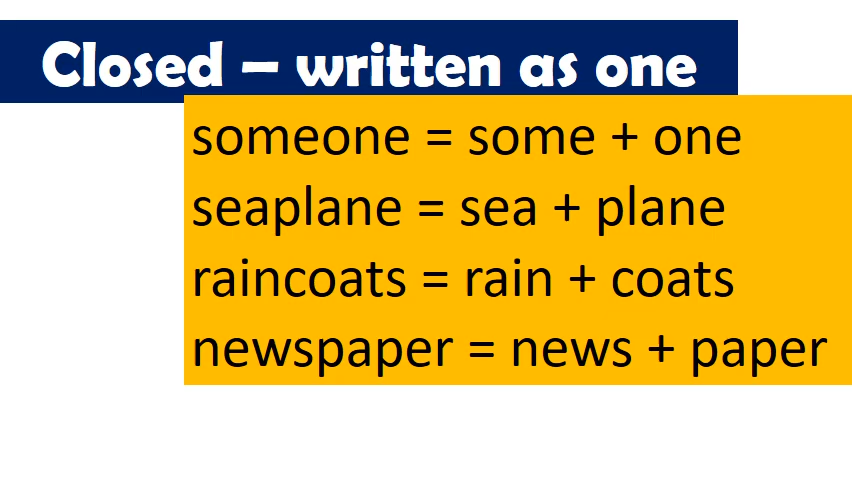 Closed – written as one
someone = some + one
seaplane = sea + plane
raincoats = rain + coats
newspaper = news + paper